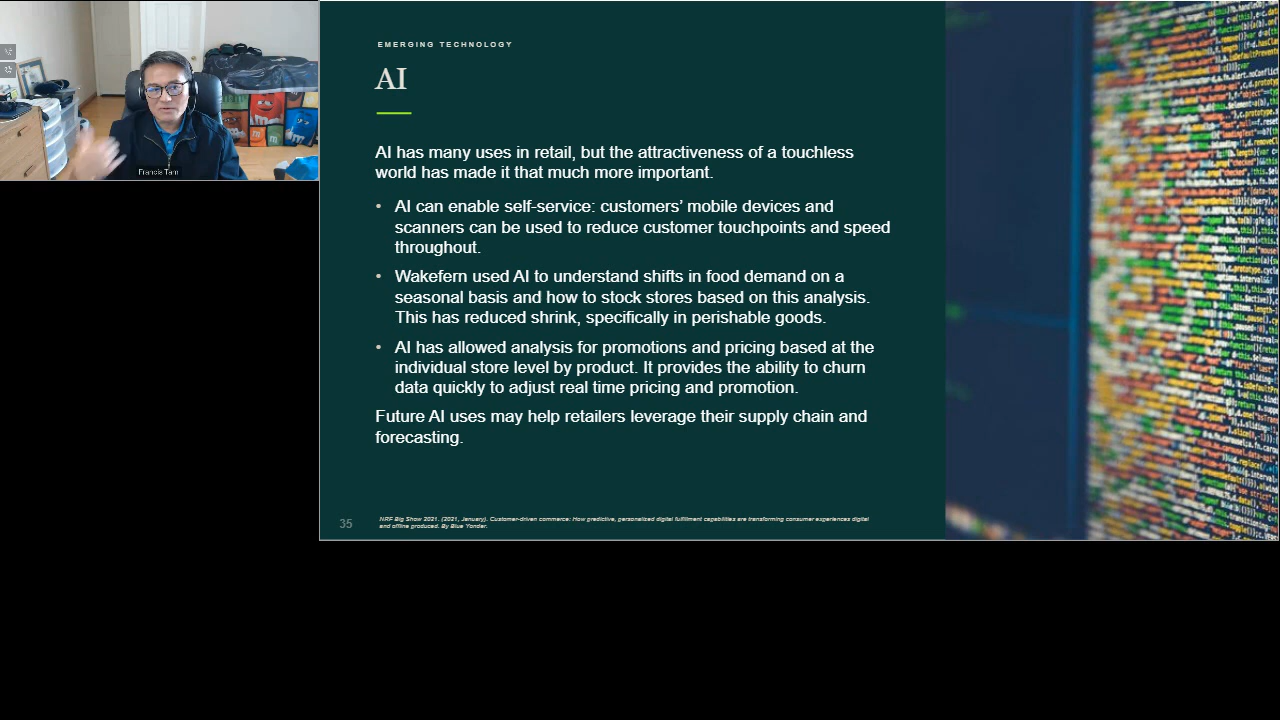 Francis Tam
EMERGING TECHNOLOGY
AI
AI has many uses in retail, but the attractiveness of a touchless
world has made it that much more important.
• AI can enable self-service: customers’ mobile devices and
scanners can be used to reduce customer touchpoints and speed
throughout.
• Wakefern used AI to understand shifts in food demand on a
seasonal basis and how to stock stores based on this analysis.
This has reduced shrink, specifically in perishable goods.
• AI has allowed analysis for promotions and pricing based at the
individual store level by product. It provides the ability to churn
data quickly to adjust real time pricing and promotion.
Future AI uses may help retailers leverage their supply chain and
forecasting.
35
NRF Big Show 2021. (2021, January). Customer-driven commerce: How predictive, personalized digital fulfillment capabilities are transforming consumer experiences digital
and offline produced. By Blue Yonder.